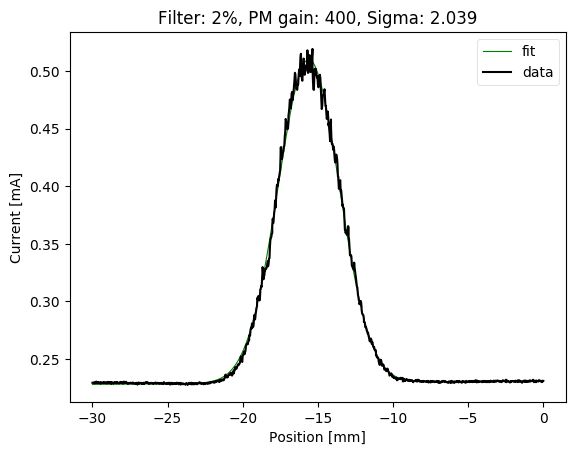 Filter: 2%, PM gain: 400, Sigma: 2.039
fit
data
Current [mA]
0.50
0.45
0.40
0.35
0.30
0.25
−30
−25
−20
−15
−10
−5
0
Position [mm]